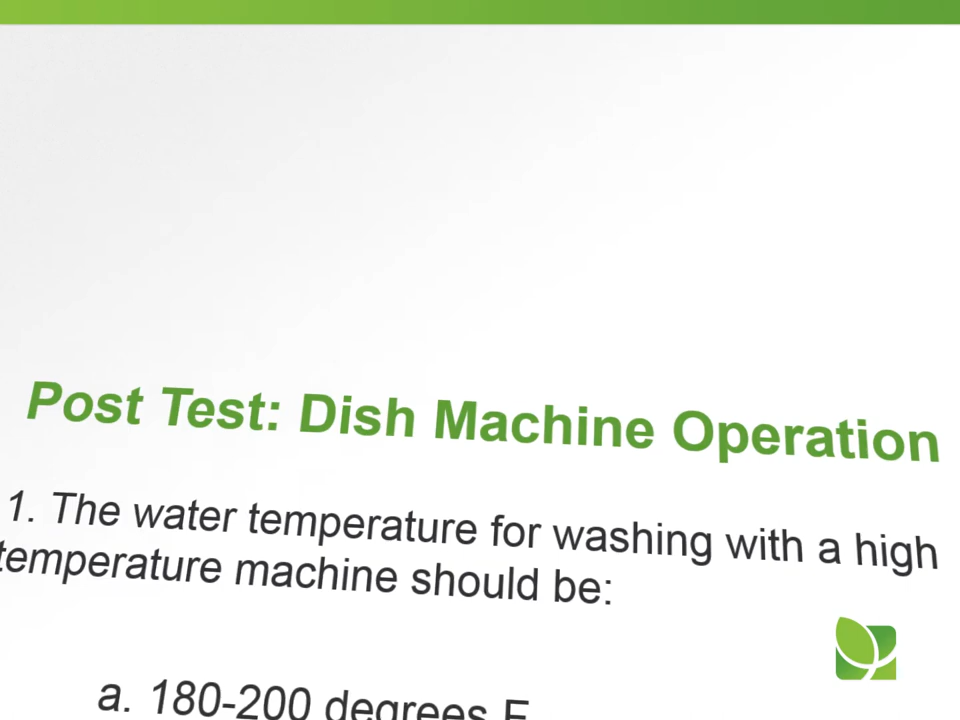 Post Test: Dish Machine Operation
1. The water temperature for washing with a high
temperature machine should be:
a. 180-200 degrees F